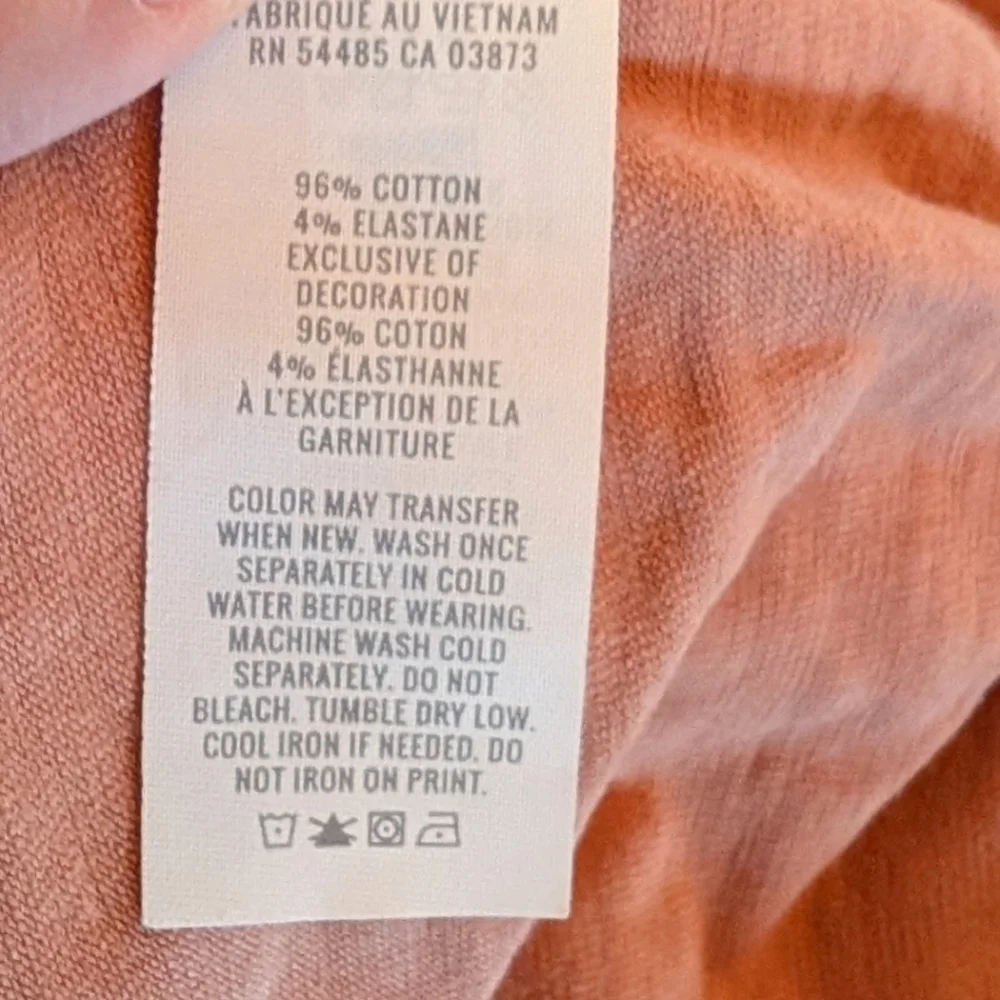 FABRIQUÉ AU VIETNAM
RN 54485 CA 03873
96% COTTON
4% ELASTANE
EXCLUSIVE OF
DECORATION
96% COTON
4% ÉLASTHANNE
À L'EXCEPTION DE LA
GARNITURE
COLOR MAY TRANSFER
WHEN NEW. WASH ONCE
SEPARATELY IN COLD
WATER BEFORE WEARING.
MACHINE WASH COLD
SEPARATELY. DO NOT
BLEACH. TUMBLE DRY LOW.
COOL IRON IF NEEDED. DO
NOT IRON ON PRINT.